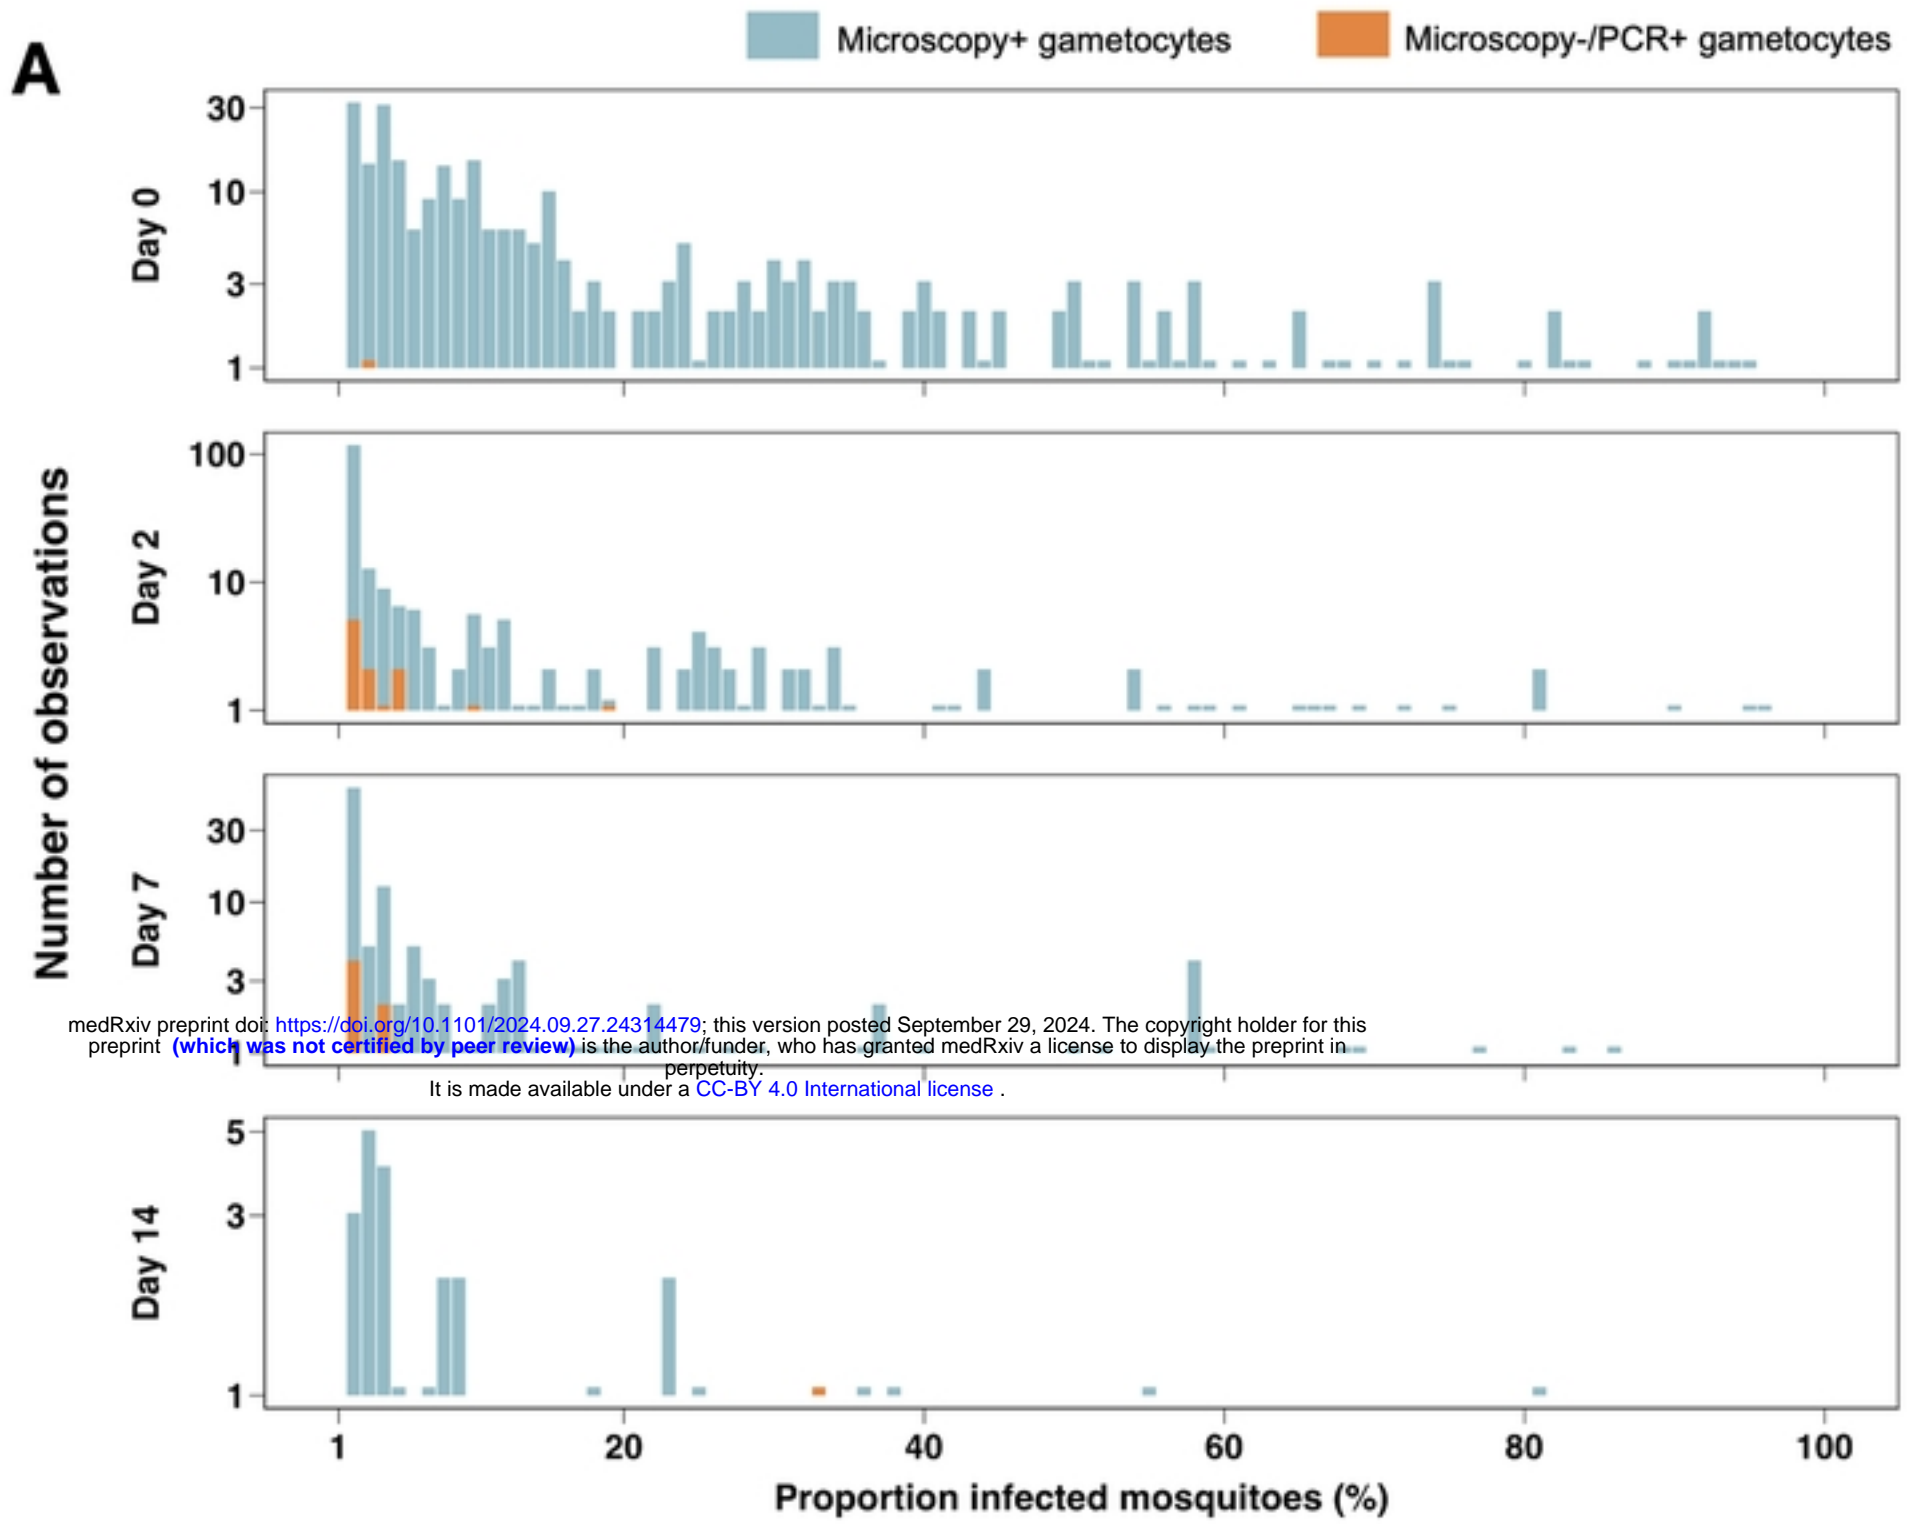 A
Microscopy+ gametocytes
Microscopy-/PCR+ gametocytes
Number of observations
Day 0
30
10
3
1
Day 2
100
10
1
Day 7
30
10
3
1
medRxiv preprint doi: https://doi.org/10.1101/2024.09.27.24314479; this version posted September 29, 2024. The copyright holder for this
preprint (which was not certified by peer review) is the author/funder, who has granted medRxiv a license to display the preprint in
perpetuity.
It is made available under a CC-BY 4.0 International license .
Day 14
5
3
1
1 20 40 60 80 100
Proportion infected mosquitoes (%)